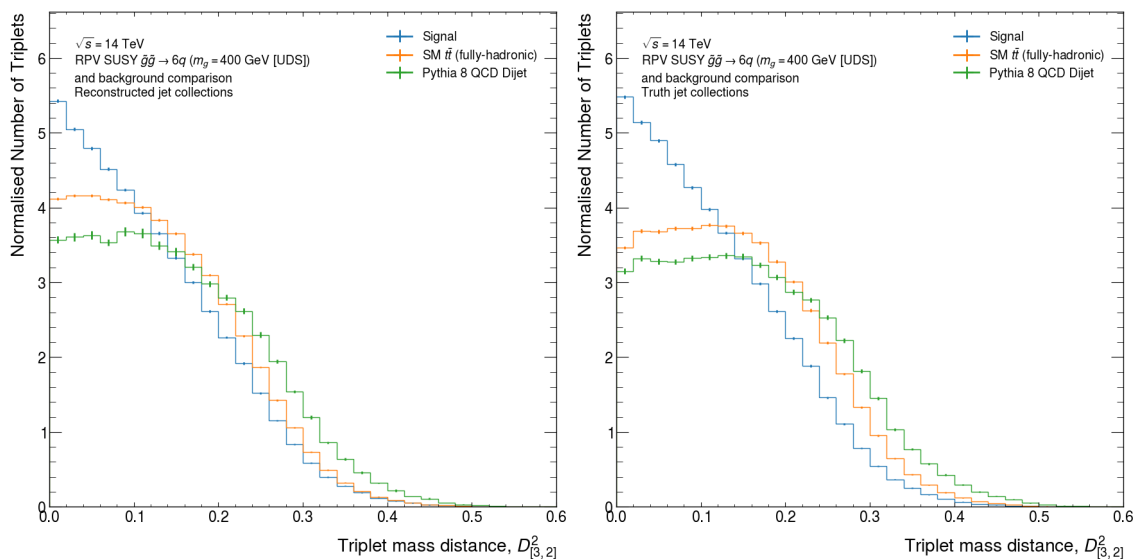 Normalised Number of Triplets
6
5
4
3
2
1
0
√s = 14 TeV
RPV SUSY g̃g̃ → 6q (m_g = 400 GeV [UDS])
and background comparison
Reconstructed jet collections
Signal
SM tt̄ (fully-hadronic)
Pythia 8 QCD Dijet
0.0 0.1 0.2 0.3 0.4 0.5 0.6
Triplet mass distance, D²_[3, 2]
Normalised Number of Triplets
6
5
4
3
2
1
0
√s = 14 TeV
RPV SUSY g̃g̃ → 6q (m_g = 400 GeV [UDS])
and background comparison
Truth jet collections
Signal
SM tt̄ (fully-hadronic)
Pythia 8 QCD Dijet
0.0 0.1 0.2 0.3 0.4 0.5 0.6
Triplet mass distance, D²_[3, 2]